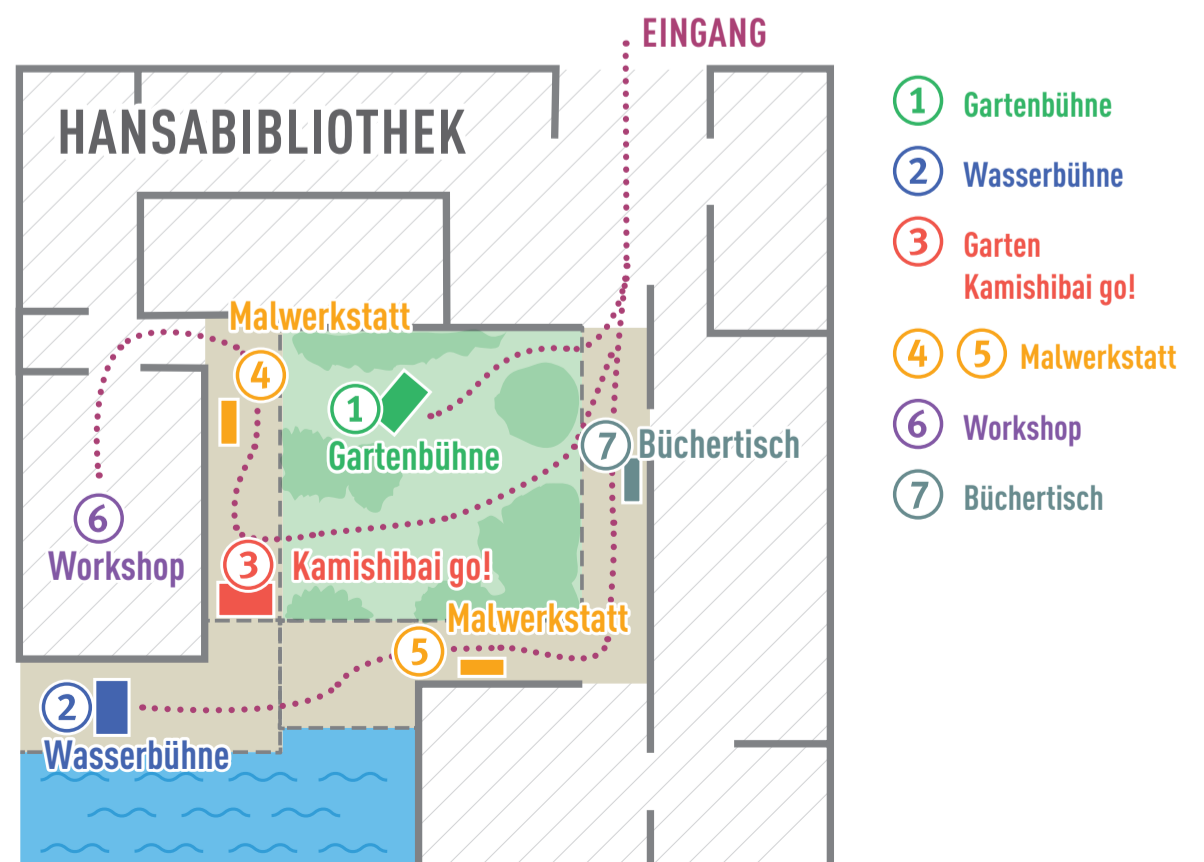 EINGANG
HANSABIBLIOTHEK
Malwerkstatt
4
1
Gartenbühne
7 Büchertisch
6
Workshop
3 Kamishibai go!
Malwerkstatt
5
2
Wasserbühne
1 Gartenbühne
2 Wasserbühne
3 Garten
Kamishibai go!
4 5 Malwerkstatt
6 Workshop
7 Büchertisch